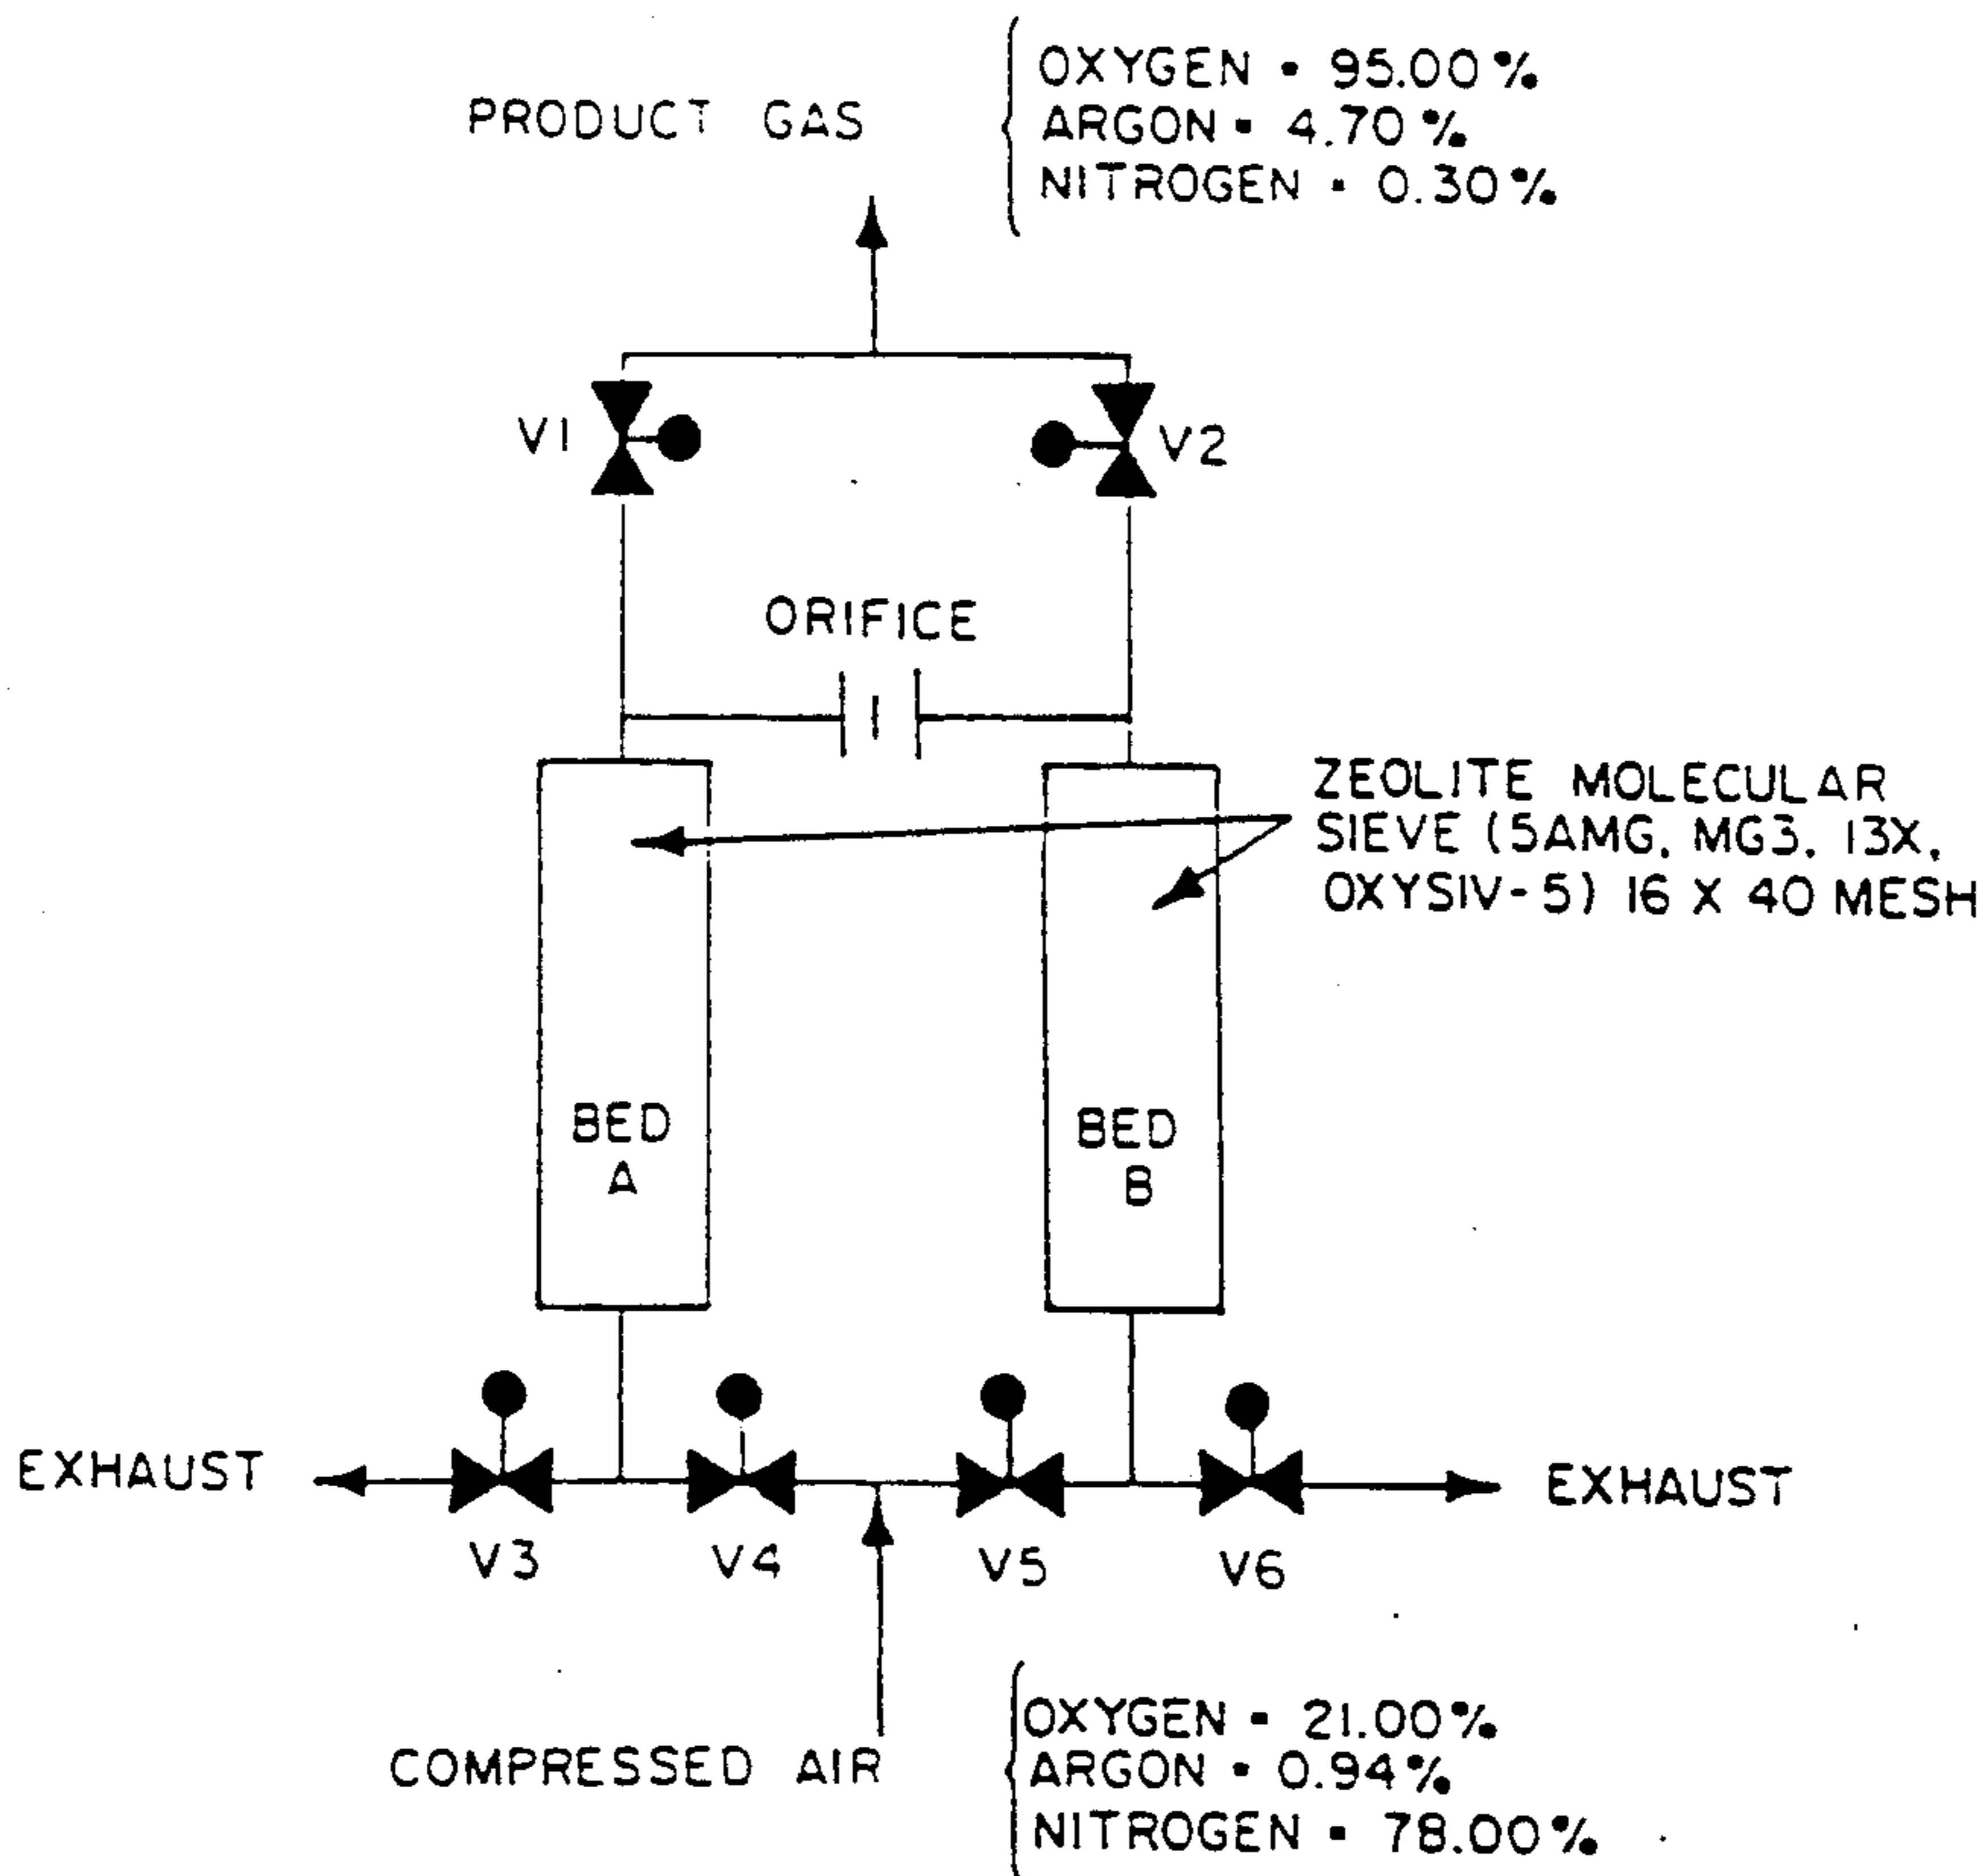 PRODUCT GAS
OXYGEN = 95.00%
ARGON = 4.70%
NITROGEN = 0.30%
V1
V2
ORIFICE
ZEOLITE MOLECULAR
SIEVE (5AMG, MG3, 13X,
OXYSIV-5) 16 X 40 MESH
BED
A
BED
B
EXHAUST
EXHAUST
V3
V4
V5
V6
COMPRESSED AIR
OXYGEN = 21.00%
ARGON = 0.94%
NITROGEN = 78.00%